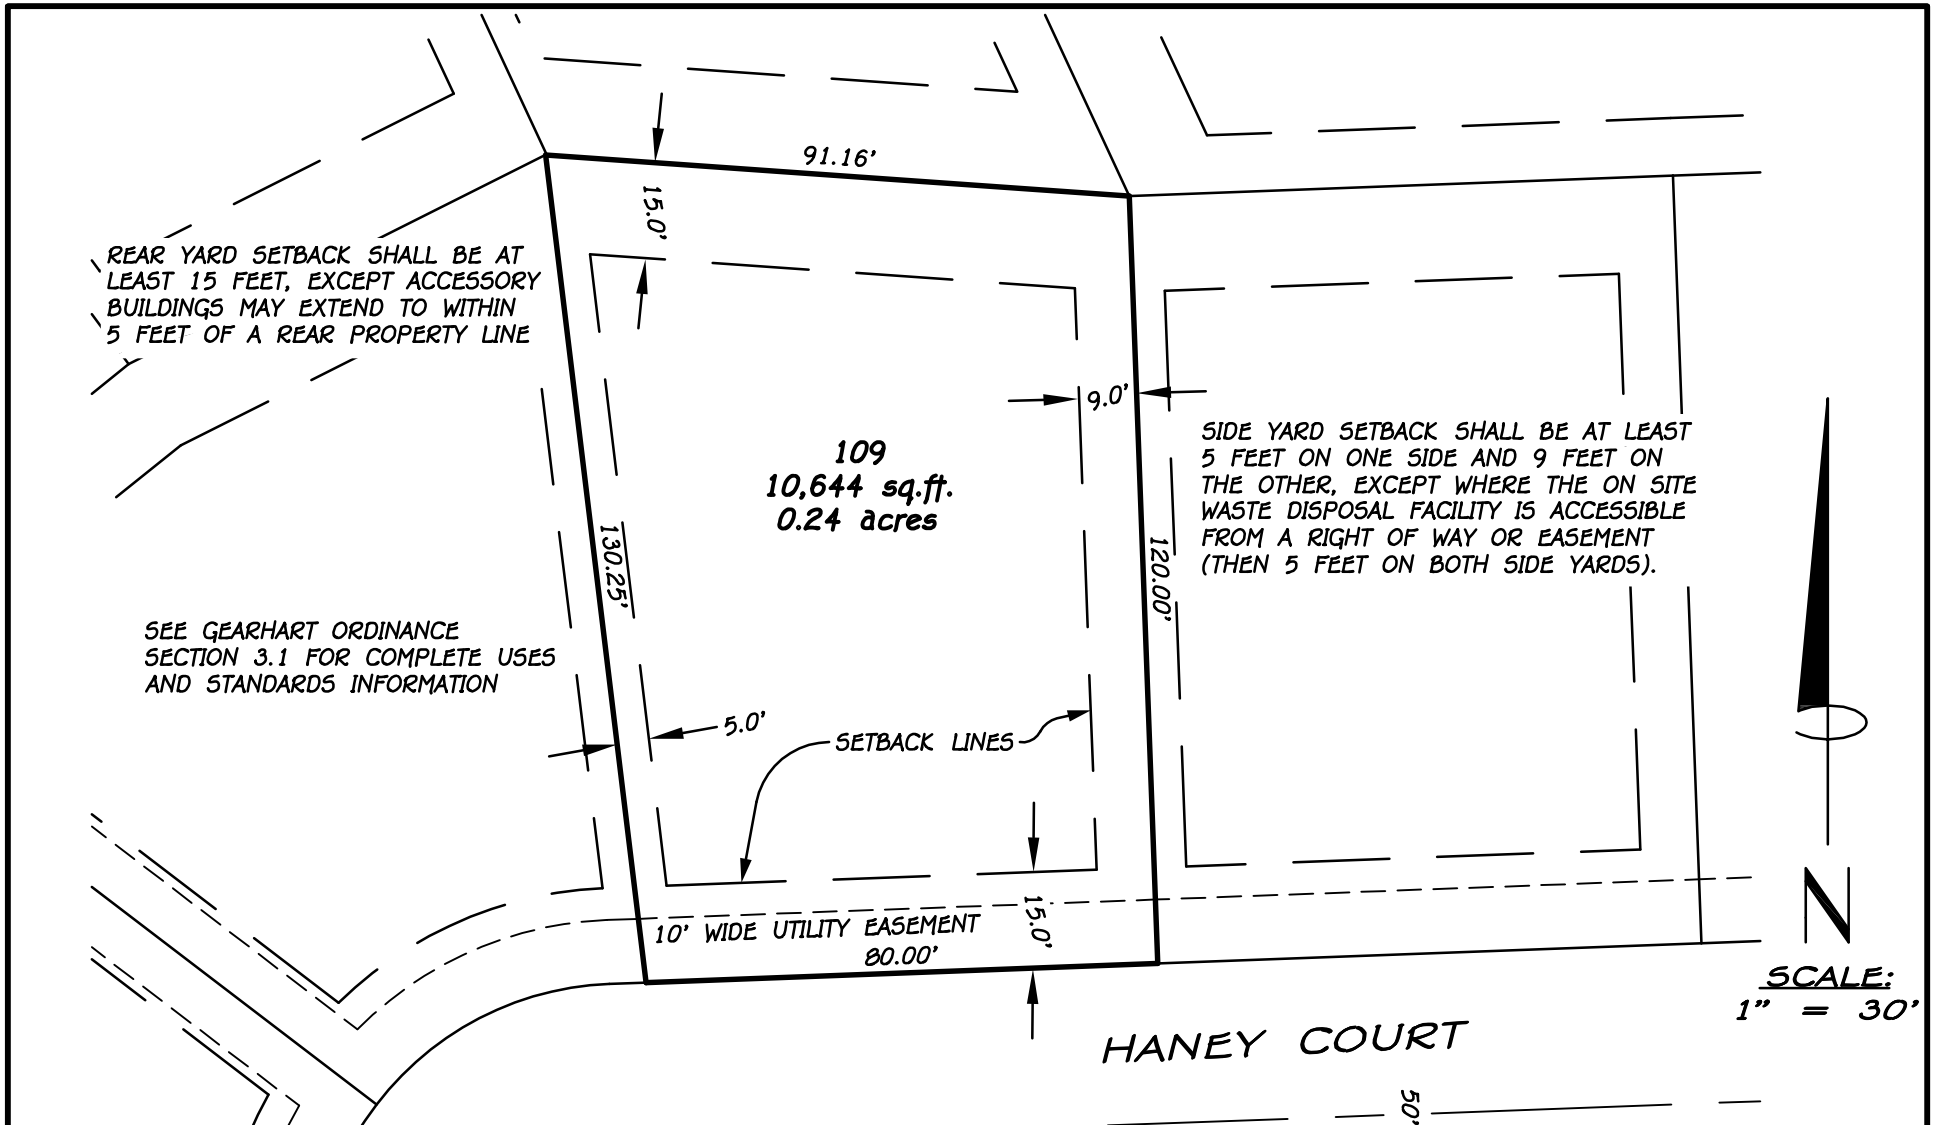 91.16'
15.0'
REAR YARD SETBACK SHALL BE AT
LEAST 15 FEET, EXCEPT ACCESSORY
BUILDINGS MAY EXTEND TO WITHIN
5 FEET OF A REAR PROPERTY LINE
9.0'
109
10,644 sq.ft.
0.24 acres
SIDE YARD SETBACK SHALL BE AT LEAST
5 FEET ON ONE SIDE AND 9 FEET ON
THE OTHER, EXCEPT WHERE THE ON SITE
WASTE DISPOSAL FACILITY IS ACCESSIBLE
FROM A RIGHT OF WAY OR EASEMENT
(THEN 5 FEET ON BOTH SIDE YARDS).
130.25'
120.00'
SEE GEARHART ORDINANCE
SECTION 3.1 FOR COMPLETE USES
AND STANDARDS INFORMATION
5.0'
SETBACK LINES
15.0'
10' WIDE UTILITY EASEMENT
80.00'
N
SCALE:
1" = 30'
HANEY COURT
50'